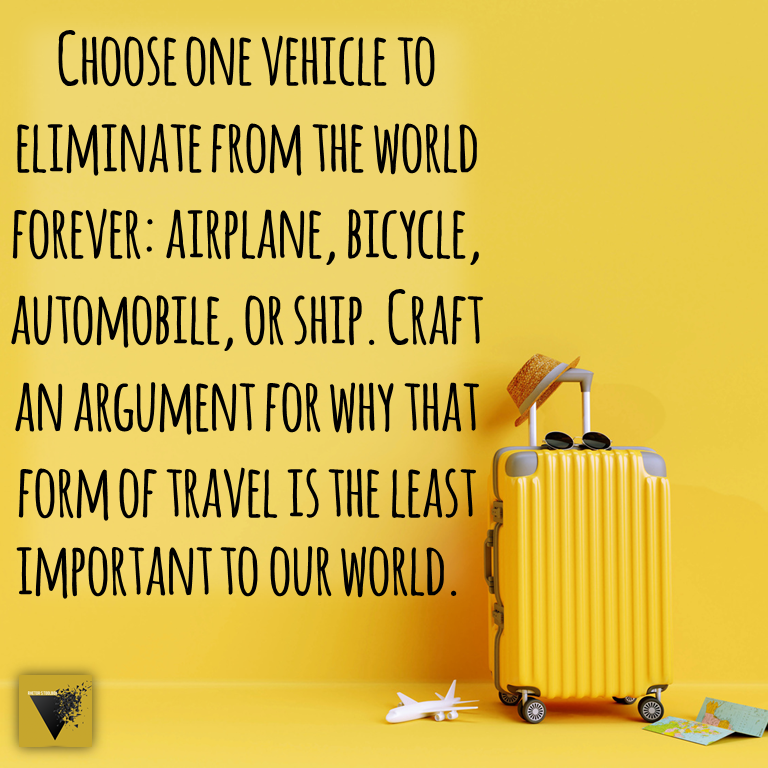 Choose one vehicle to
eliminate from the world
forever: airplane, bicycle,
automobile, or ship. Craft
an argument for why that
form of travel is the least
important to our world.